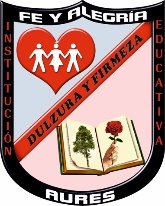 FE Y ALEGRÍA
INSTITUCIÓN
DULZURA Y FIRMEZA
EDUCATIVA
AURES